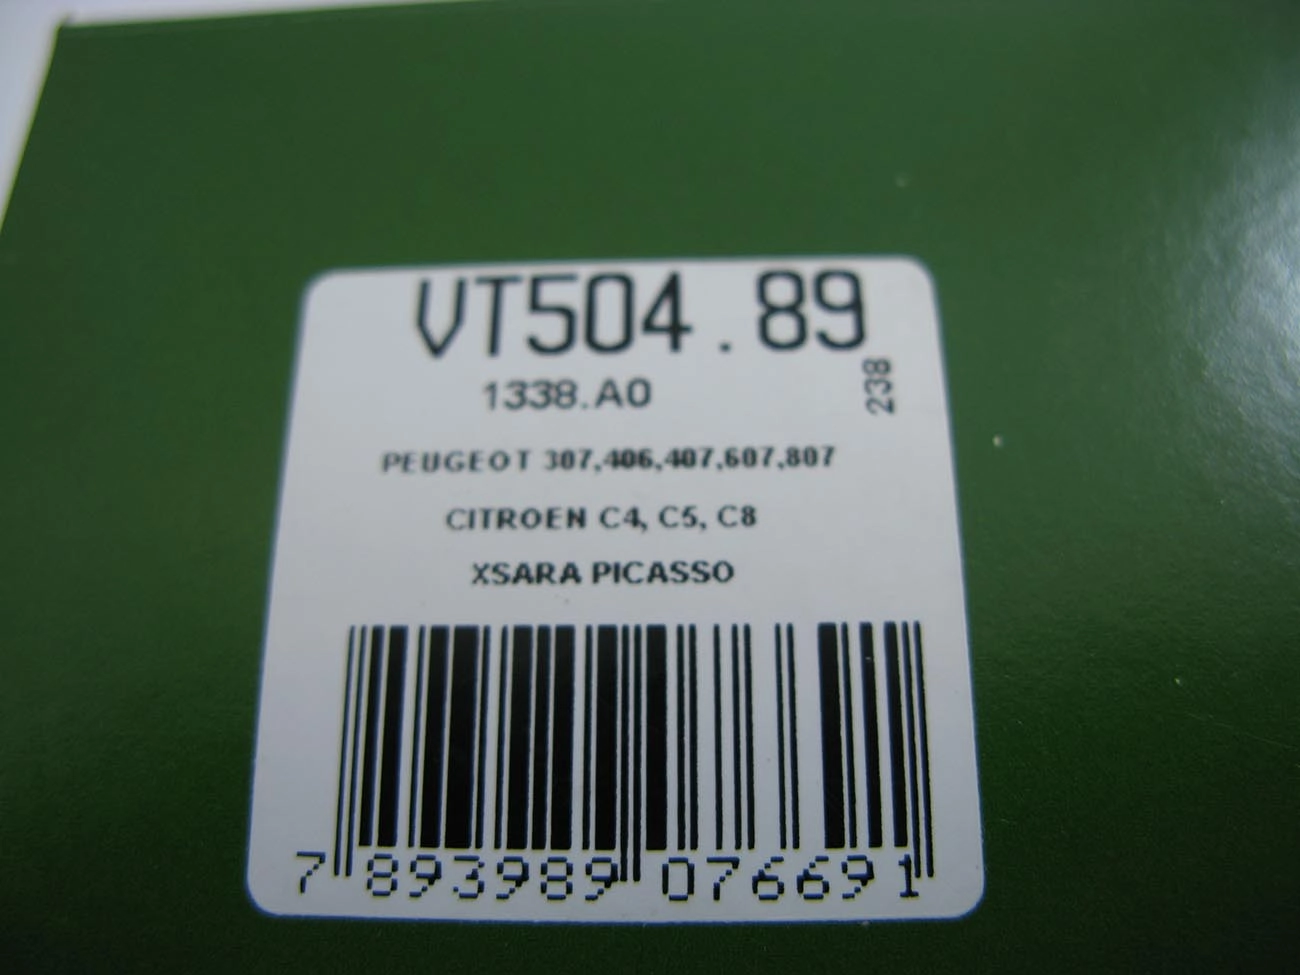 VT504.89
238
1338.A0
PEUGEOT 307,406,407,607,807
CITROEN C4, C5, C8
XSARA PICASSO
7 893989 076691